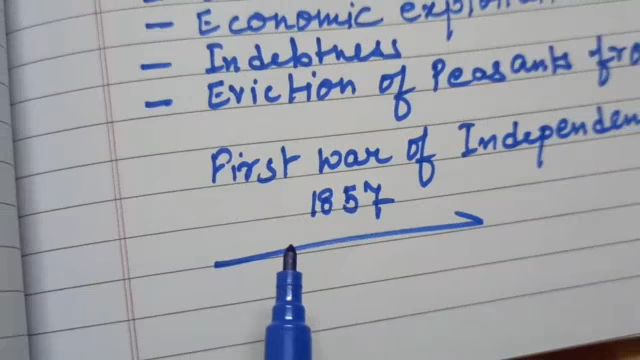 - Economic
- Indebtness
- Eviction of Peasants
First war of
1857